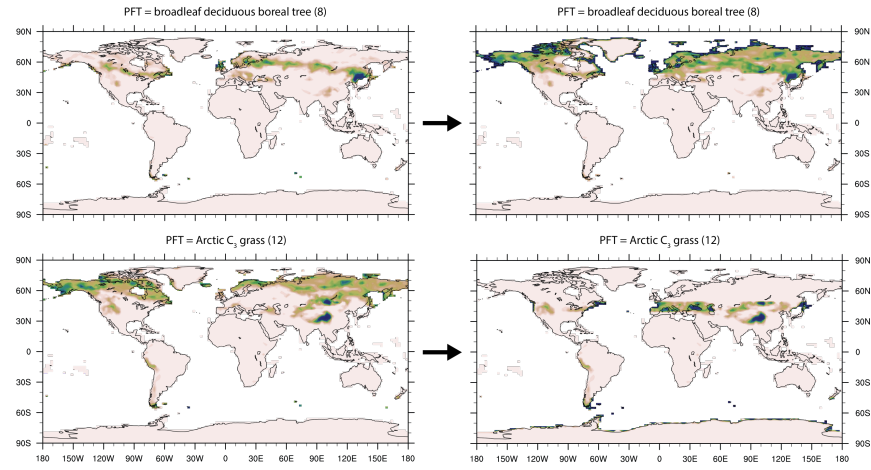 PFT = broadleaf deciduous boreal tree (8)
PFT = broadleaf deciduous boreal tree (8)
90N
60N
30N
0
30S
60S
90S
90N
60N
30N
0
30S
60S
90S
PFT = Arctic C3 grass (12)
PFT = Arctic C3 grass (12)
90N
60N
30N
0
30S
60S
90S
90N
60N
30N
0
30S
60S
90S
180 150W 120W 90W 60W 30W 0 30E 60E 90E 120E 150E 180
180 150W 120W 90W 60W 30W 0 30E 60E 90E 120E 150E 180